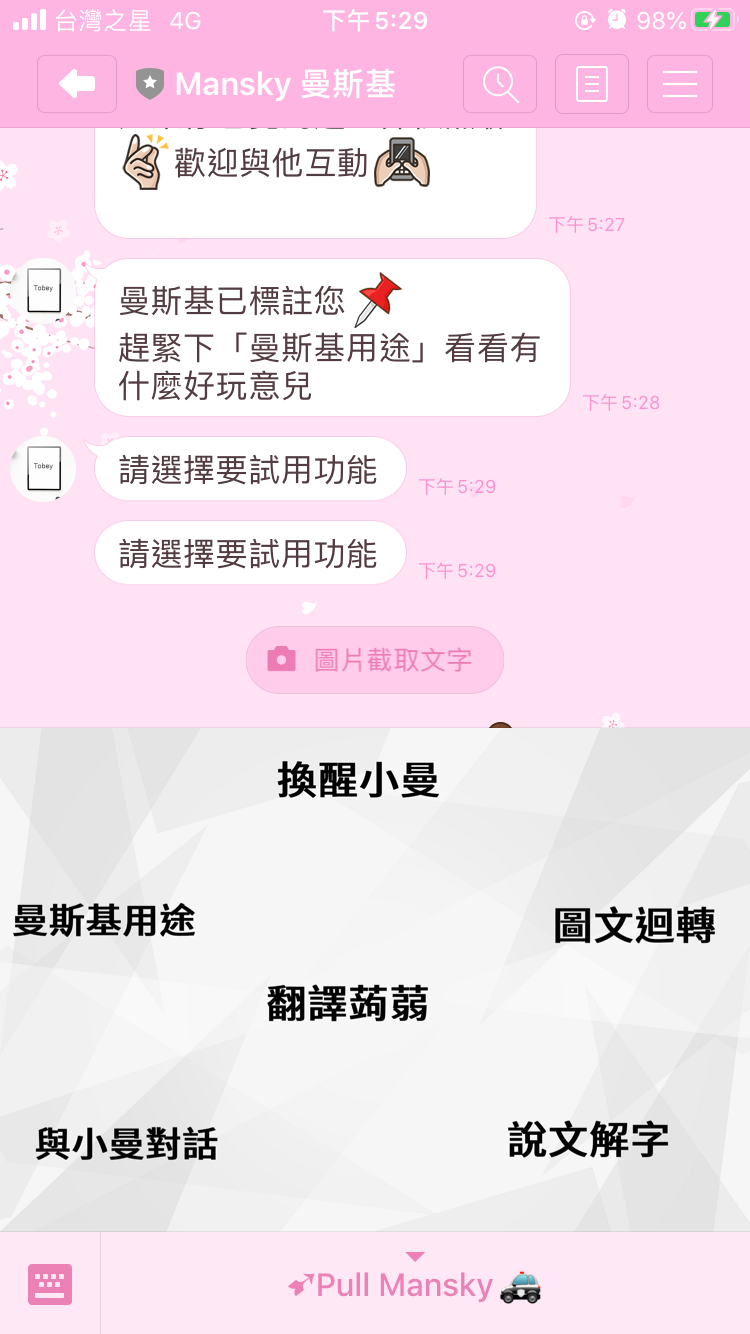 台灣之星 4G 下午5:29 98%
Mansky 曼斯基
歡迎與他互動
下午5:27
Tobey
曼斯基已標註您
趕緊下「曼斯基用途」看看有
什麼好玩意兒
下午5:28
Tobey
請選擇要試用功能
下午5:29
請選擇要試用功能
下午5:29
圖片截取文字
換醒小曼
曼斯基用途
圖文迴轉
翻譯蒟蒻
與小曼對話
說文解字
Pull Mansky